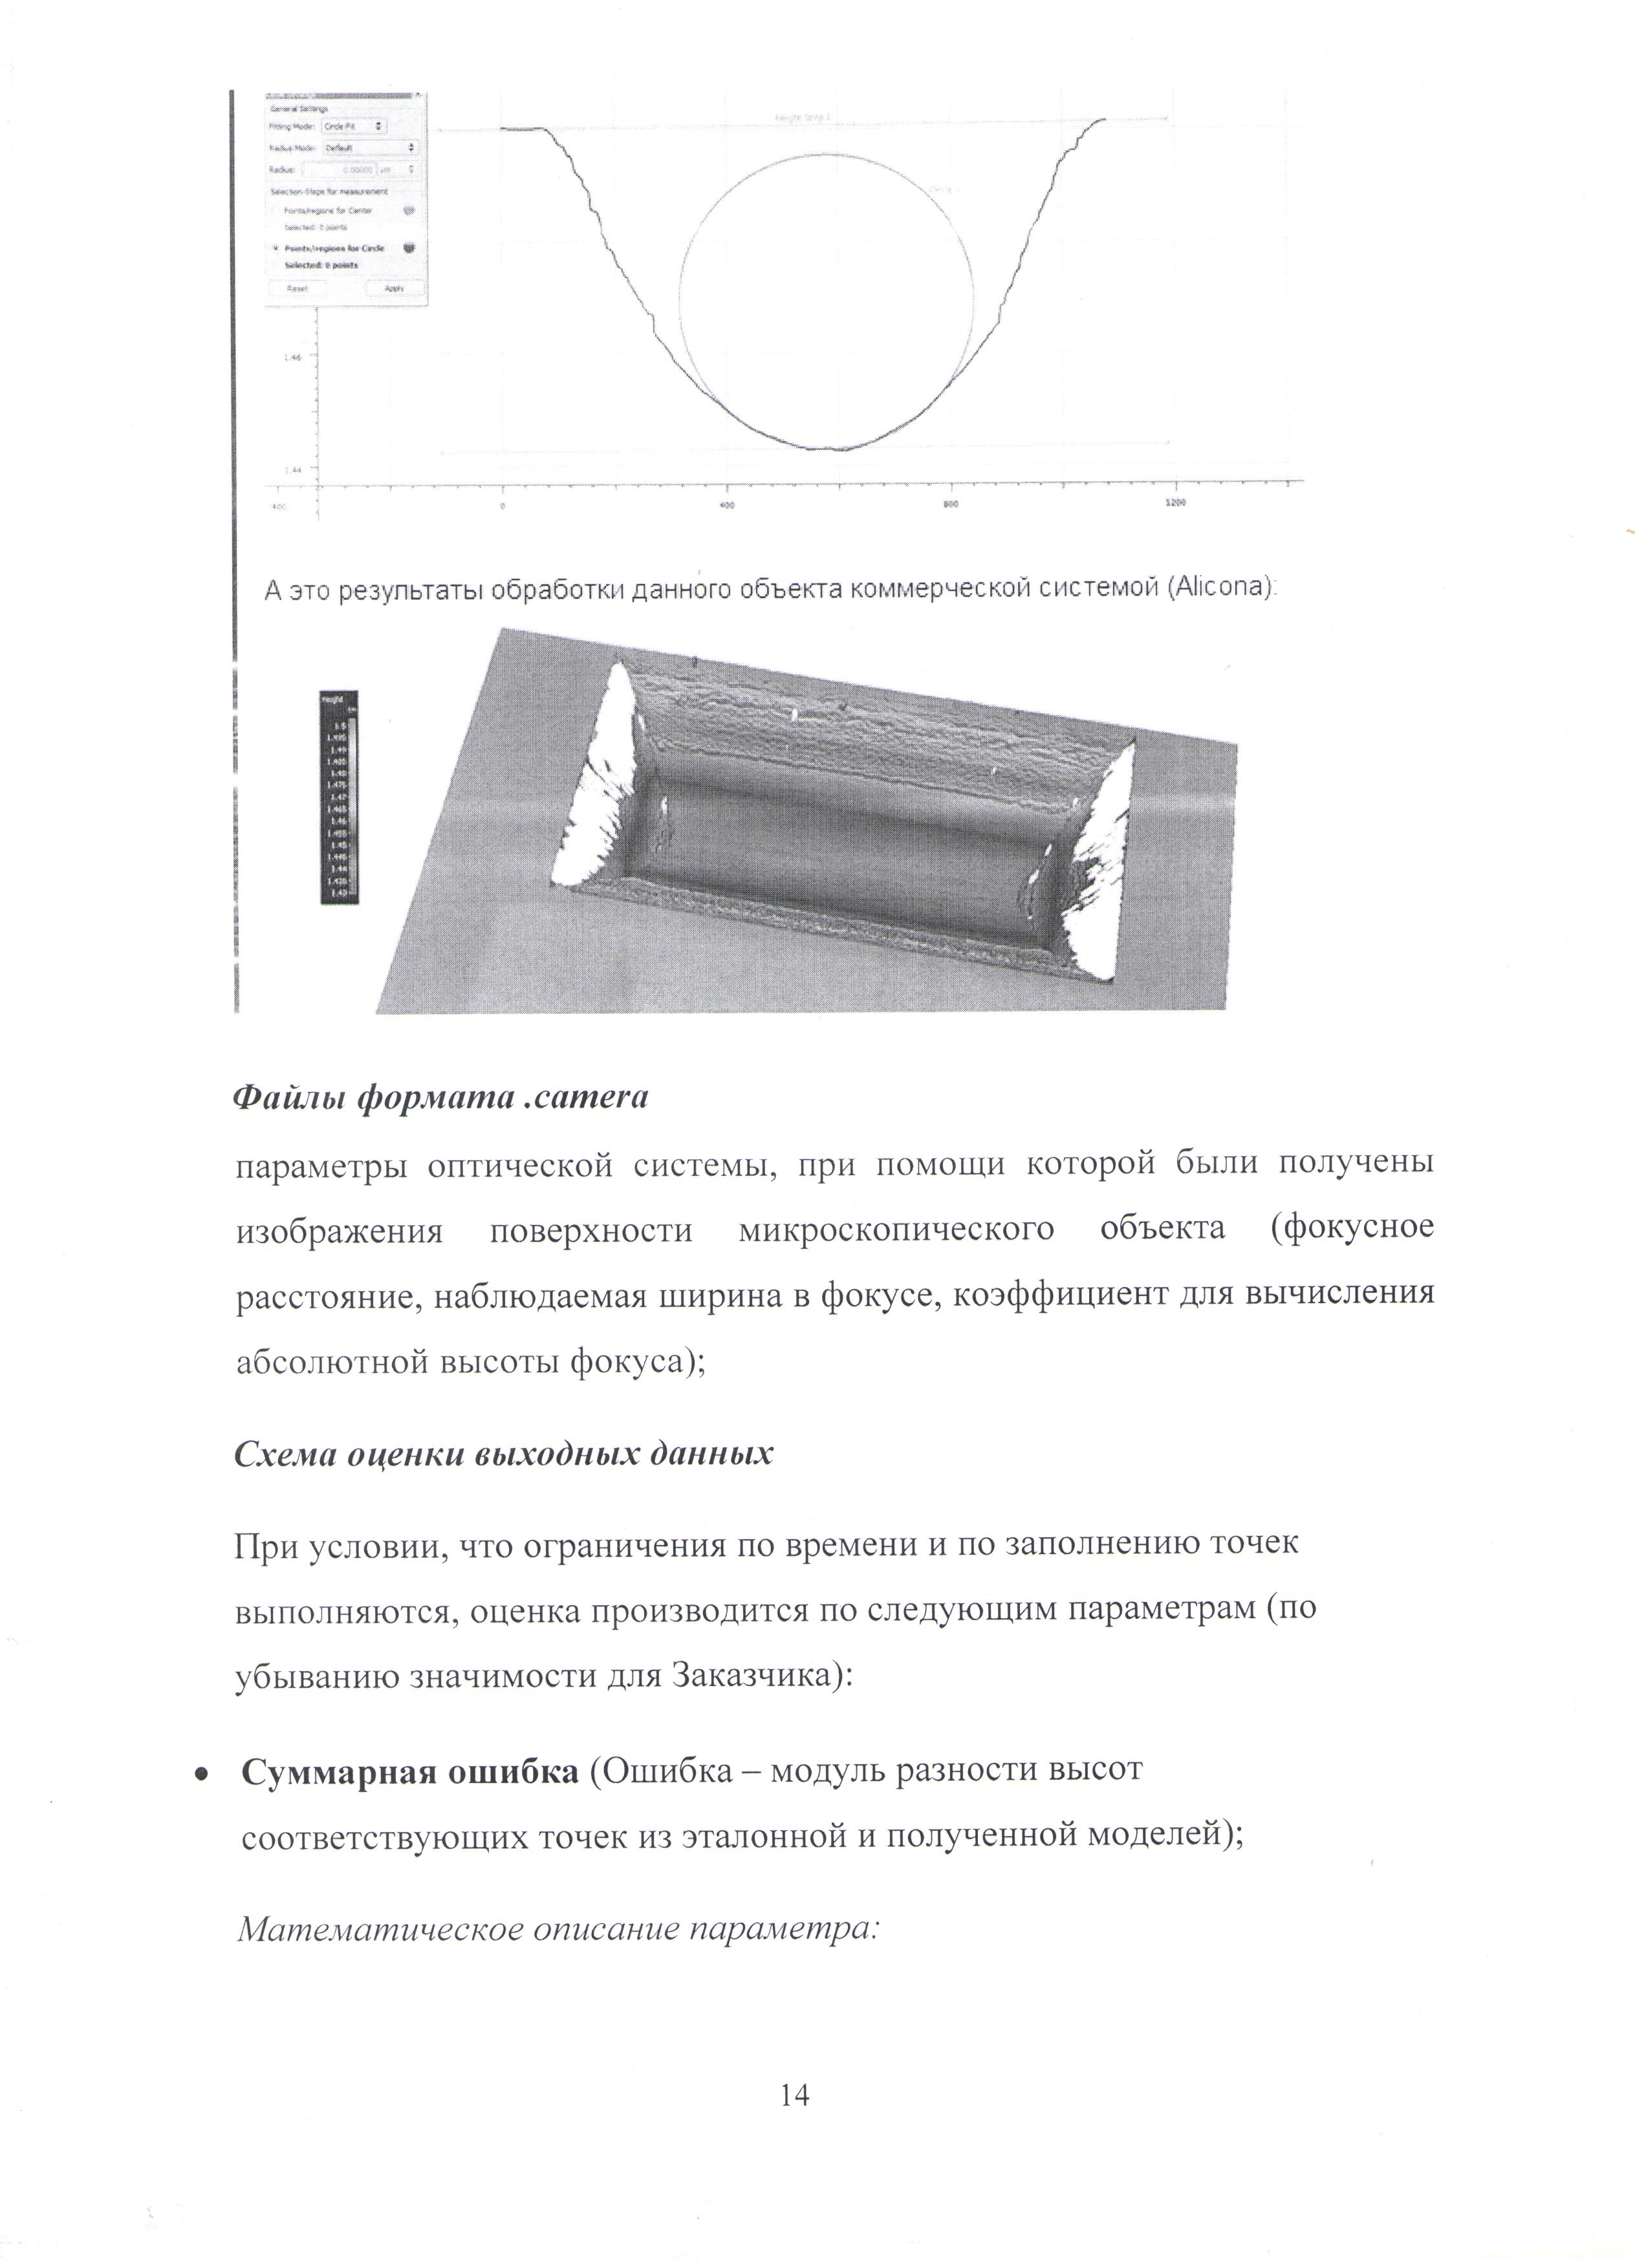 General Settings
Fitting Mode: Circle Fit
Radius Mode: Default
Radius: 0.00000 µm
Selection Steps for measurement
Points/regions for Center
Selected: 0 points
Points/regions for Circle
Selected: 0 points
Reset Apply
Height Step 1
1.46
1.44
-400 0 400 800 1200
А это результаты обработки данного объекта коммерческой системой (Alicona):
Height
1.5
1.495
1.49
1.485
1.48
1.475
1.47
1.465
1.46
1.455
1.45
1.445
1.44
1.435
1.43
Файлы формата .camera
параметры оптической системы, при помощи которой были получены
изображения поверхности микроскопического объекта (фокусное
расстояние, наблюдаемая ширина в фокусе, коэффициент для вычисления
абсолютной высоты фокуса);
Схема оценки выходных данных
При условии, что ограничения по времени и по заполнению точек
выполняются, оценка производится по следующим параметрам (по
убыванию значимости для Заказчика):
• Суммарная ошибка (Ошибка – модуль разности высот
соответствующих точек из эталонной и полученной моделей);
Математическое описание параметра:
14